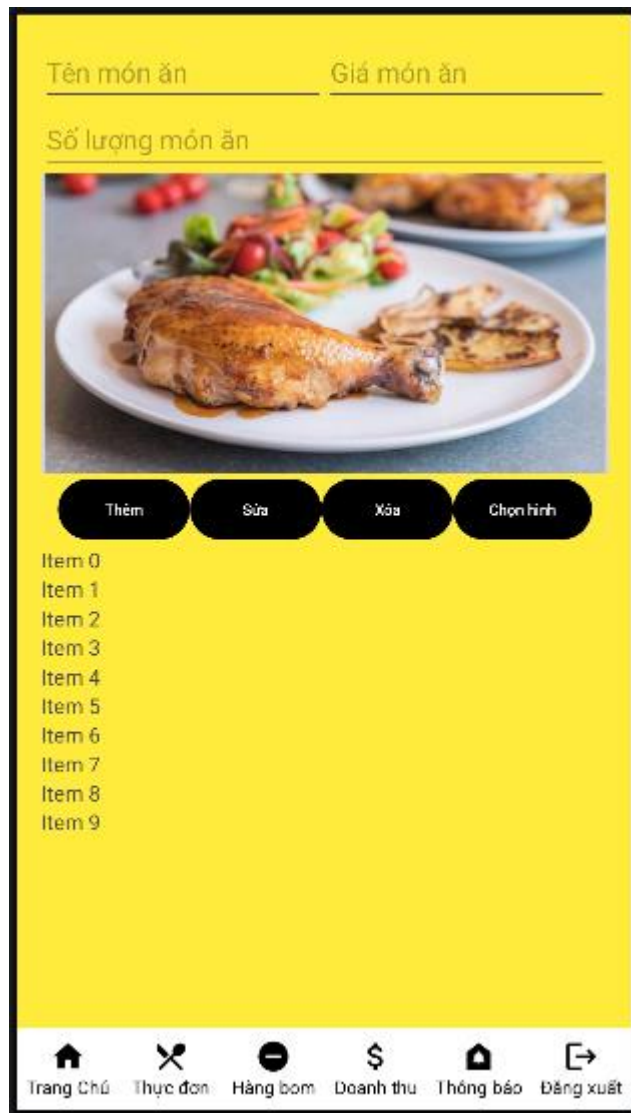 Tên món ăn Giá món ăn
Số lượng món ăn
Thêm Sửa Xóa Chọn hình
Item 0
Item 1
Item 2
Item 3
Item 4
Item 5
Item 6
Item 7
Item 8
Item 9
Trang Chủ Thực đơn Hàng bom Doanh thu Thông báo Đăng xuất